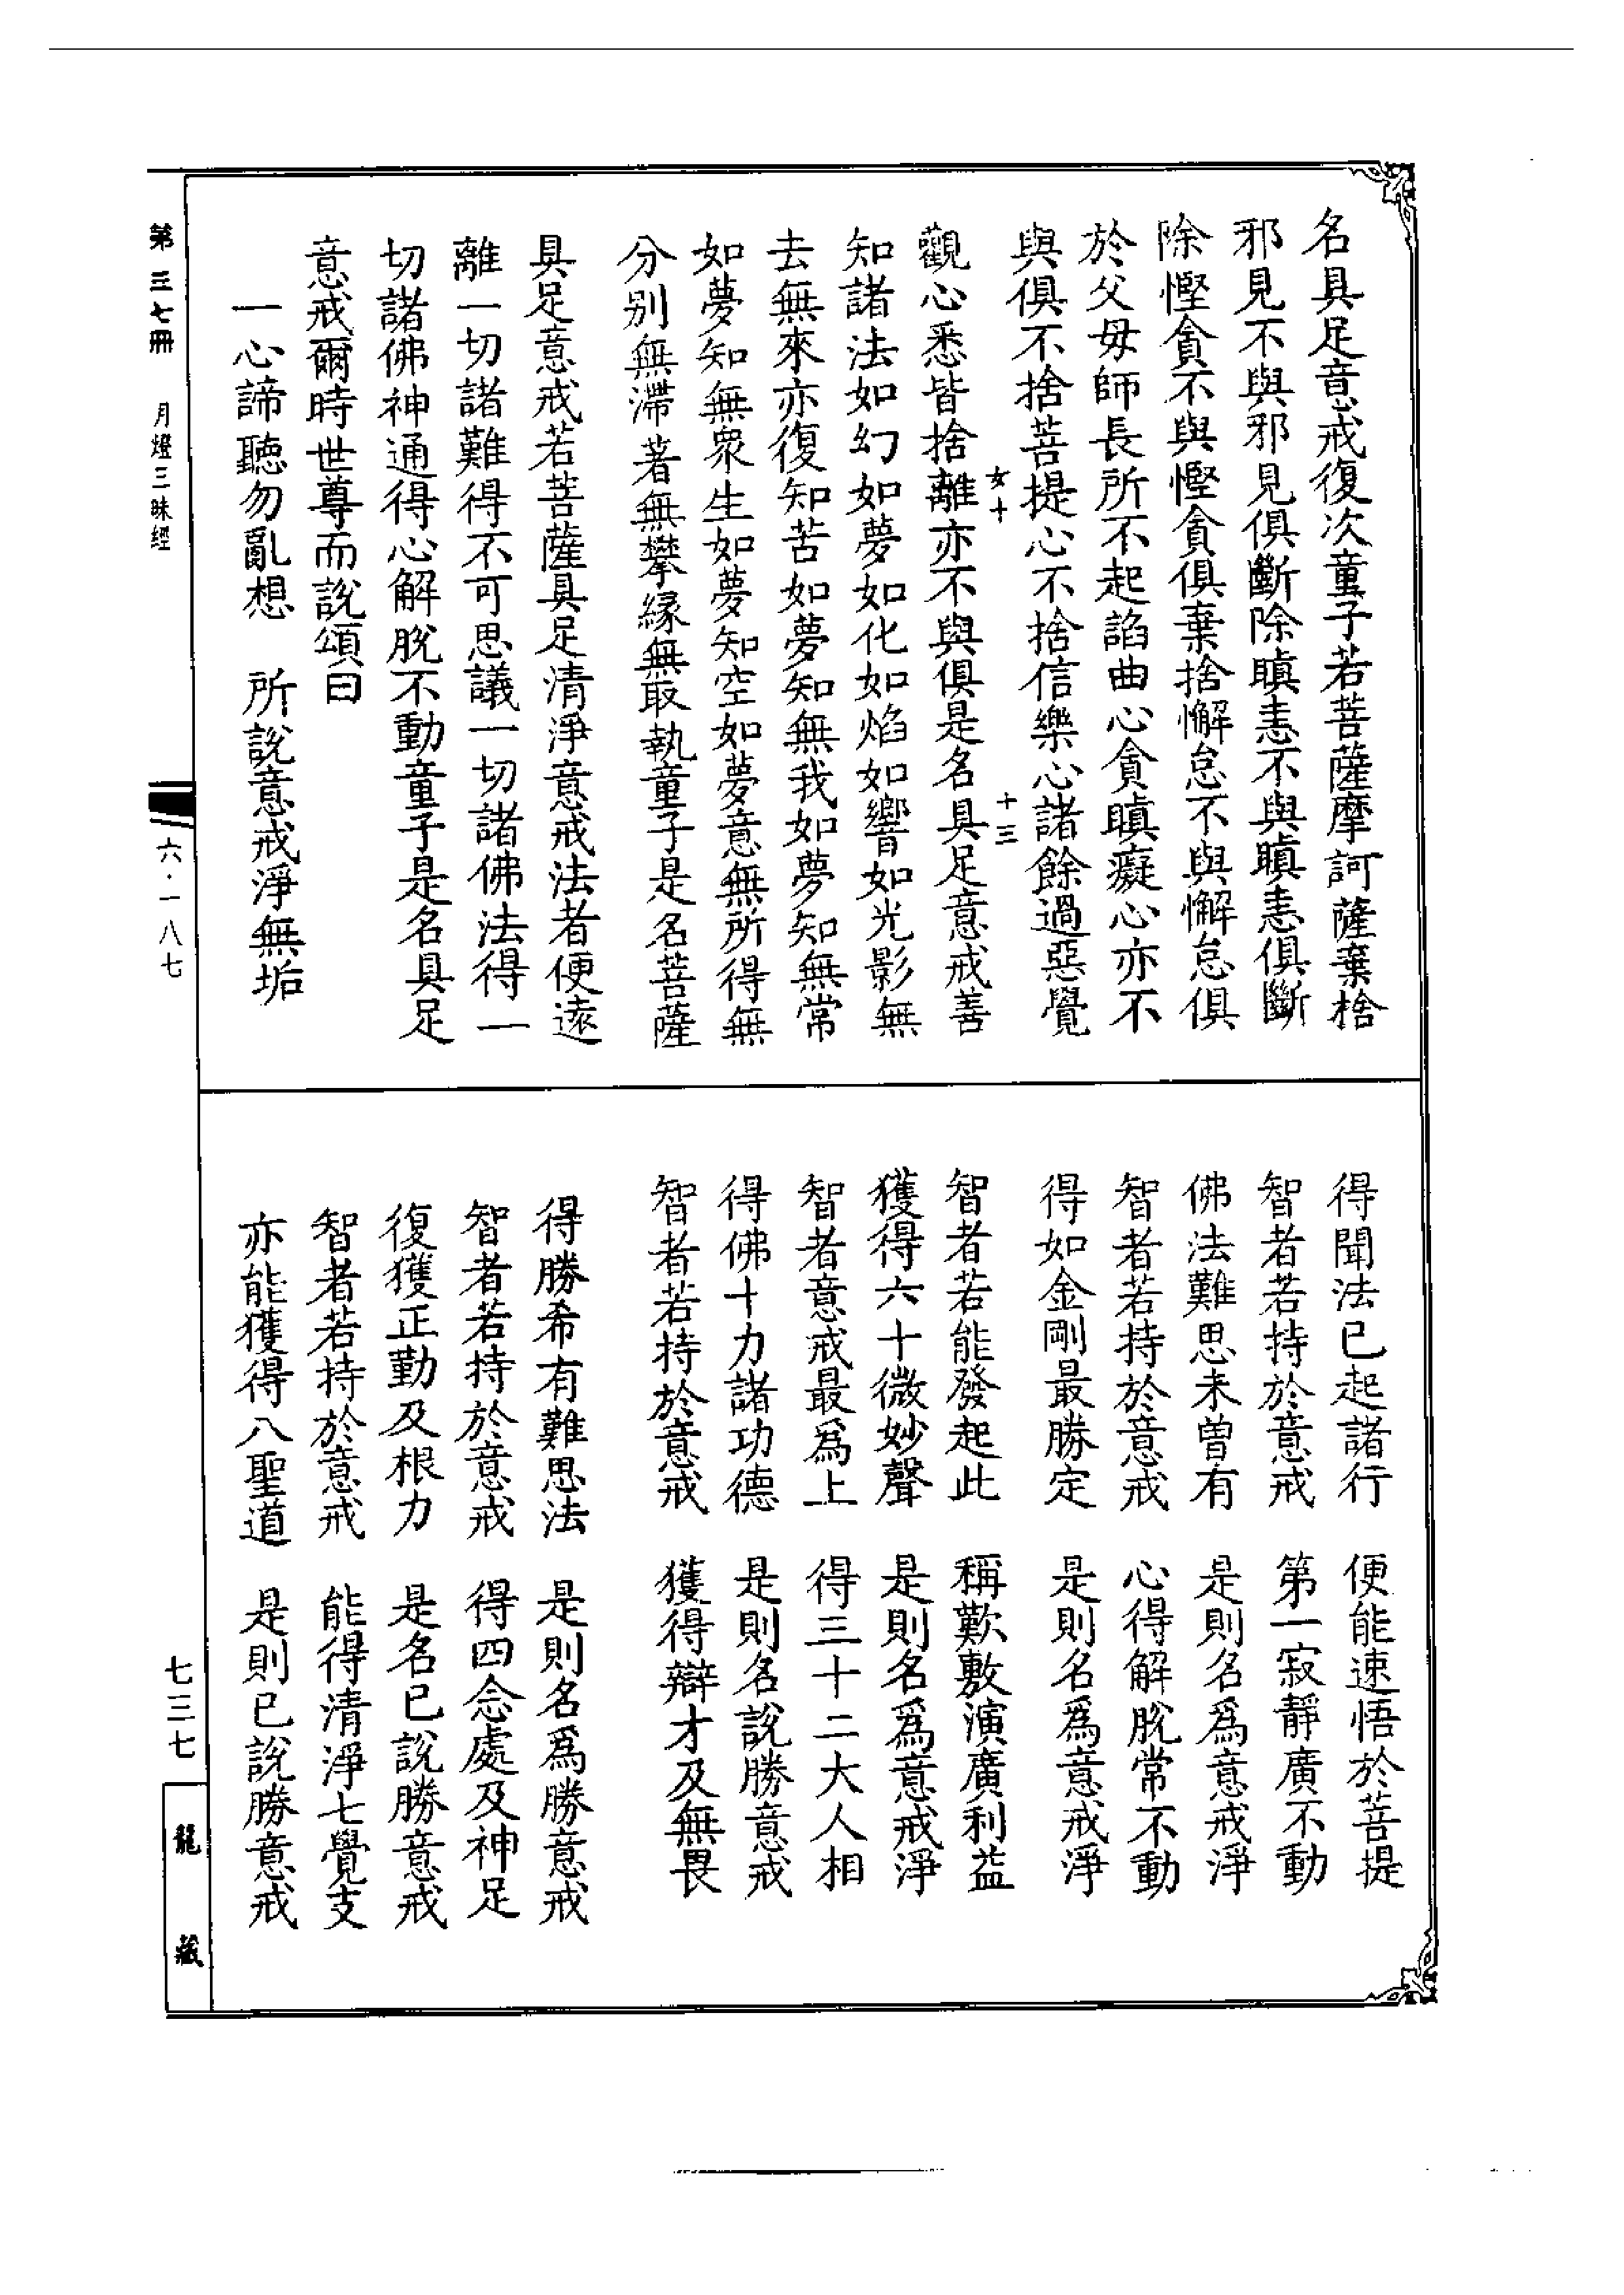 名具足意戒復次童子若菩薩摩訶薩棄捨
邪見不與邪見俱斷除瞋恚不與瞋恚俱斷
除慳貪不與慳貪俱棄捨懈怠不與懈怠俱
於父母師長所不起諂曲心貪瞋癡心亦不
與俱不捨菩提心不捨信樂心諸餘過惡覺
女十
十三
觀心悉皆捨離亦不與俱是名具足意戒善
知諸法如幻如夢如化如焰如響如光影無
去無來亦復知苦如夢知無我如夢知無常
如夢知無衆生如夢知空如夢意無所得無
分别無滯著無攀緣無取執童子是名菩薩
具足意戒若菩薩具足清淨意戒法者便遠
離一切諸難得不可思議一切諸佛法得一
切諸佛神通得心解脫不動童子是名具足
意戒爾時世尊而說頌曰
一心諦聽勿亂想 所說意戒淨無垢
得聞法已起諸行 便能速悟於菩提
智者若持於意戒 第一寂靜廣不動
佛法難思未曾有 是則名爲意戒淨
智者若持於意戒 心得解脫常不動
得如金剛最勝定 是則名爲意戒淨
智者若能發起此 稱歎敷演廣利益
獲得六十微妙聲 是則名爲意戒淨
智者意戒最爲上 得三十二大人相
得佛十力諸功德 是則名說勝意戒
智者若持於意戒 獲得辯才及無畏
得勝希有難思法 是則名爲勝意戒
智者若持於意戒 得四念處及神足
復獲正勤及根力 是名已說勝意戒
智者若持於意戒 能得清淨七覺支
亦能獲得八聖道 是則已說勝意戒
第三七冊 月燈三昧經
六·一八七
七三七
龍藏